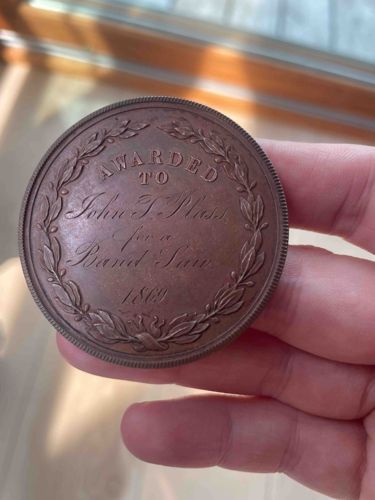 AWARDED
TO
John T. Plass,
for a
Band Saw.
1869.